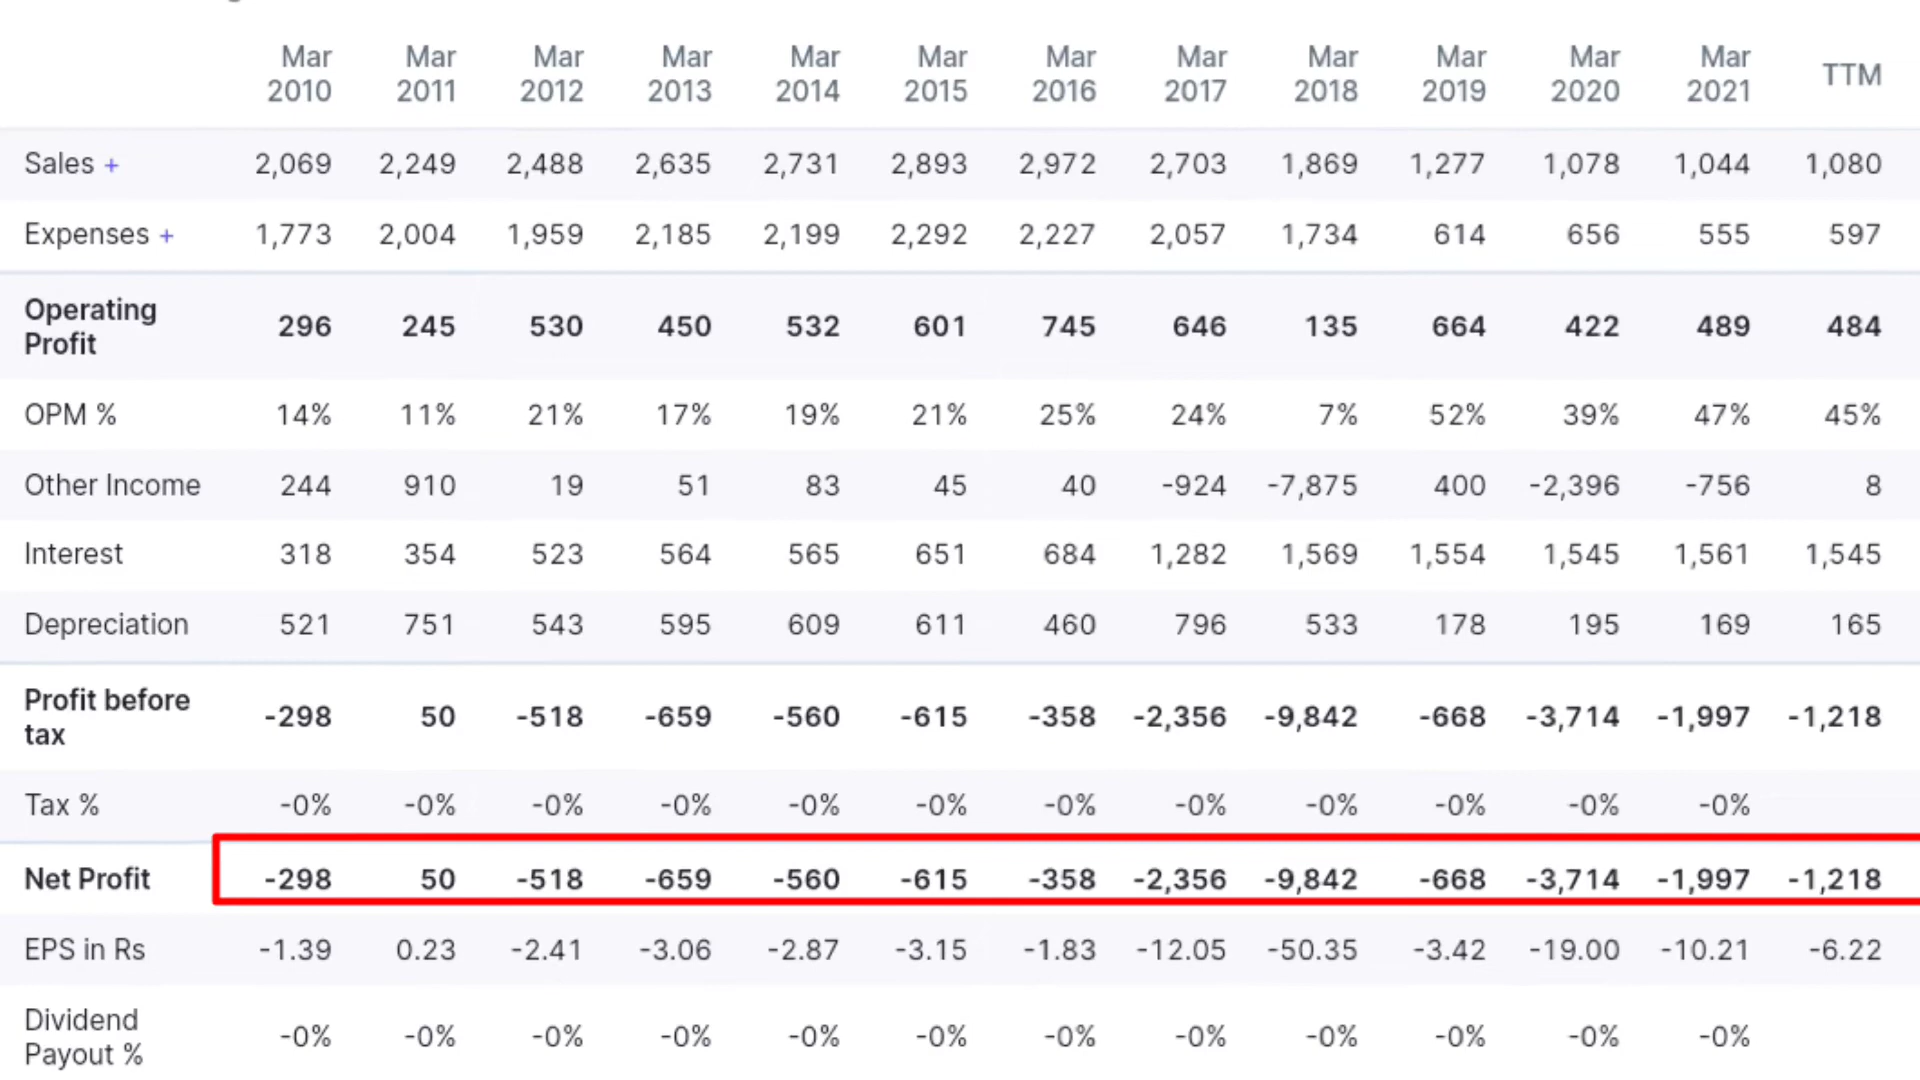 Mar 2010 Mar 2011 Mar 2012 Mar 2013 Mar 2014 Mar 2015 Mar 2016 Mar 2017 Mar 2018 Mar 2019 Mar 2020 Mar 2021 TTM
Sales + 2,069 2,249 2,488 2,635 2,731 2,893 2,972 2,703 1,869 1,277 1,078 1,044 1,080
Expenses + 1,773 2,004 1,959 2,185 2,199 2,292 2,227 2,057 1,734 614 656 555 597
Operating Profit 296 245 530 450 532 601 745 646 135 664 422 489 484
OPM % 14% 11% 21% 17% 19% 21% 25% 24% 7% 52% 39% 47% 45%
Other Income 244 910 19 51 83 45 40 -924 -7,875 400 -2,396 -756 8
Interest 318 354 523 564 565 651 684 1,282 1,569 1,554 1,545 1,561 1,545
Depreciation 521 751 543 595 609 611 460 796 533 178 195 169 165
Profit before tax -298 50 -518 -659 -560 -615 -358 -2,356 -9,842 -668 -3,714 -1,997 -1,218
Tax % -0% -0% -0% -0% -0% -0% -0% -0% -0% -0% -0% -0%
Net Profit -298 50 -518 -659 -560 -615 -358 -2,356 -9,842 -668 -3,714 -1,997 -1,218
EPS in Rs -1.39 0.23 -2.41 -3.06 -2.87 -3.15 -1.83 -12.05 -50.35 -3.42 -19.00 -10.21 -6.22
Dividend Payout % -0% -0% -0% -0% -0% -0% -0% -0% -0% -0% -0% -0%